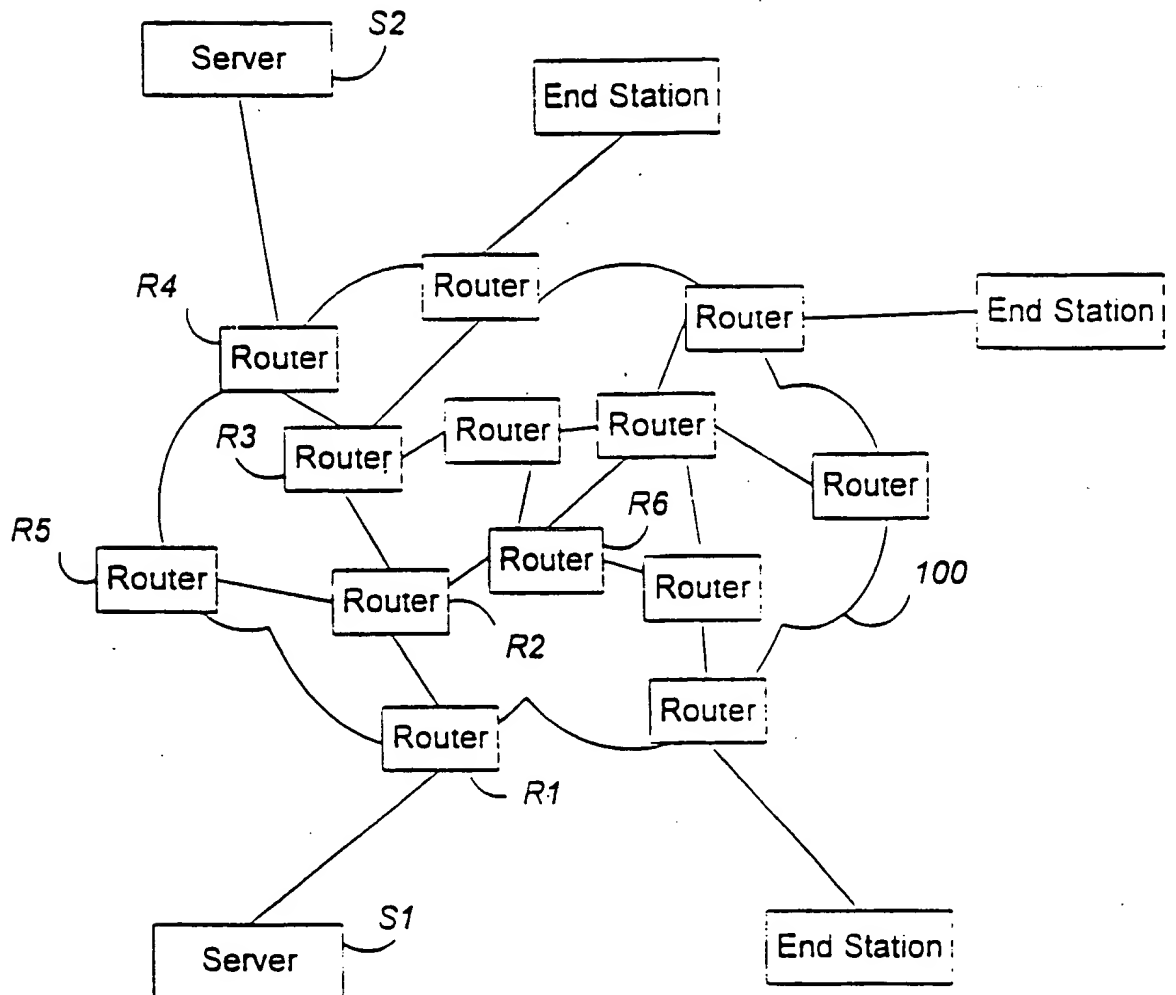 S2
Server
End Station
R4
Router
Router
End Station
Router
Router
Router
R3
Router
Router
R6
R5
Router
Router
Router
Router
100
R2
Router
Router
R1
S1
Server
End Station